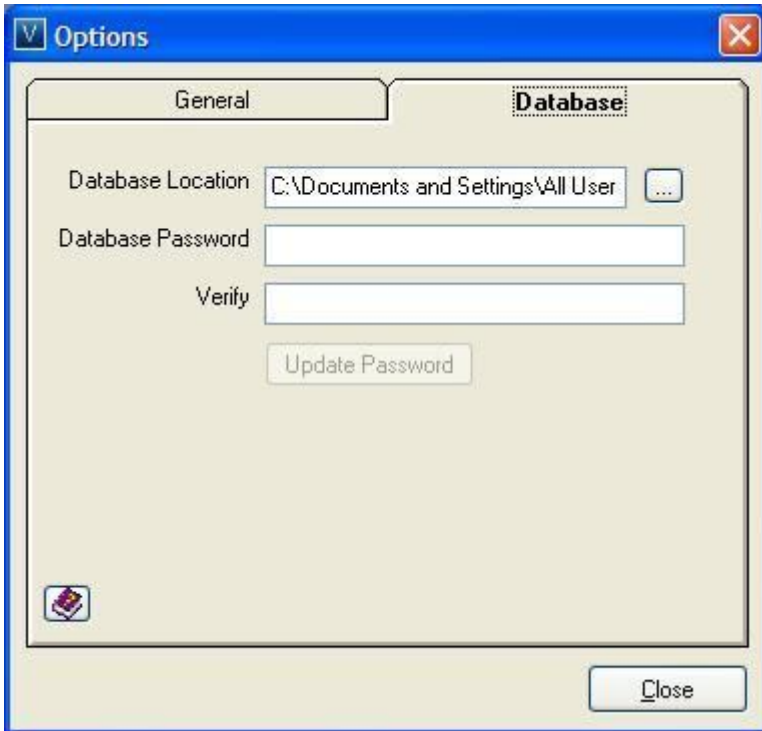 V Options
General
Database
Database Location
C:\Documents and Settings\All User
...
Database Password
Verify
Update Password
Close